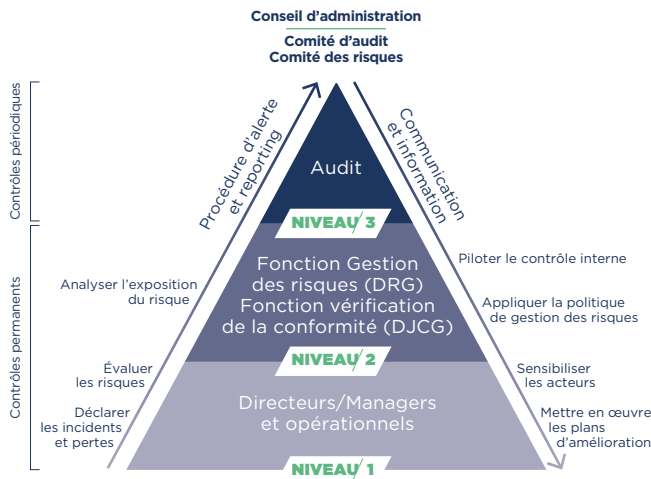 Conseil d’administration
Comité d’audit
Comité des risques
Contrôles périodiques
Procédure d’alerte
et reporting
Communication
et information
Audit
NIVEAU/3
Contrôles permanents
Fonction Gestion
des risques (DRG)
Fonction vérification
de la conformité (DJCG)
NIVEAU/2
Analyser l’exposition
du risque
Évaluer
les risques
Déclarer
les incidents
et pertes
Piloter le contrôle interne
Appliquer la politique
de gestion des risques
Sensibiliser
les acteurs
Mettre en œuvre
les plans
d’amélioration
Directeurs/Managers
et opérationnels
NIVEAU/1